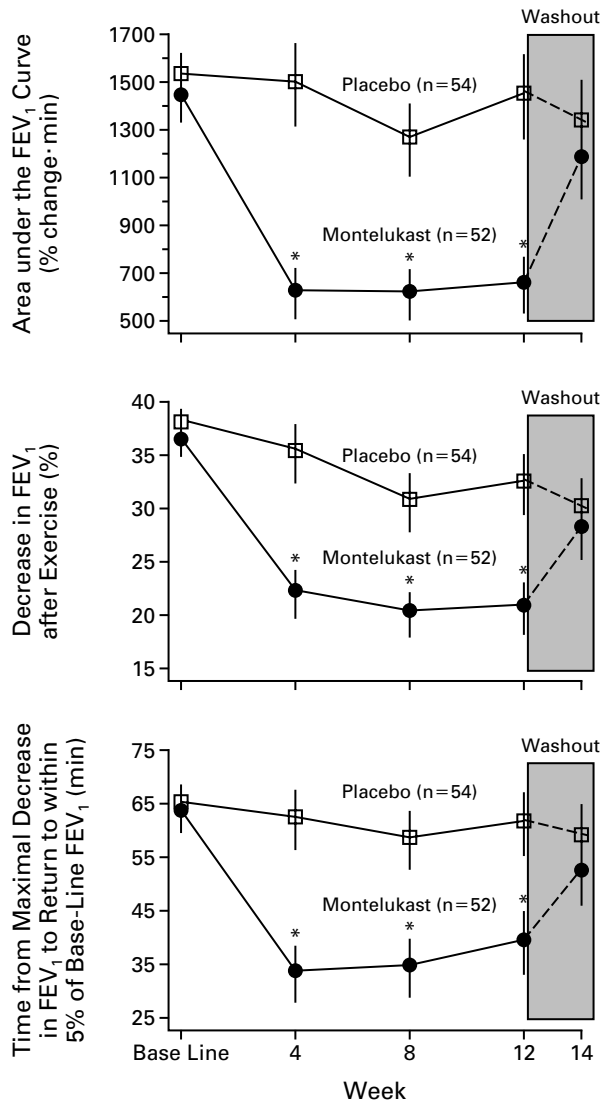 Washout
Area under the FEV₁ Curve
(% change·min)
1700
1500
1300
1100
900
700
500
Placebo (n=54)
Montelukast (n=52)
*
*
*
Washout
Decrease in FEV₁
after Exercise (%)
40
35
30
25
20
15
Placebo (n=54)
Montelukast (n=52)
*
*
*
Washout
Time from Maximal Decrease
in FEV₁ to Return to within
5% of Base-Line FEV₁ (min)
75
65
55
45
35
25
Placebo (n=54)
Montelukast (n=52)
*
*
*
Base Line 4 8 12 14
Week